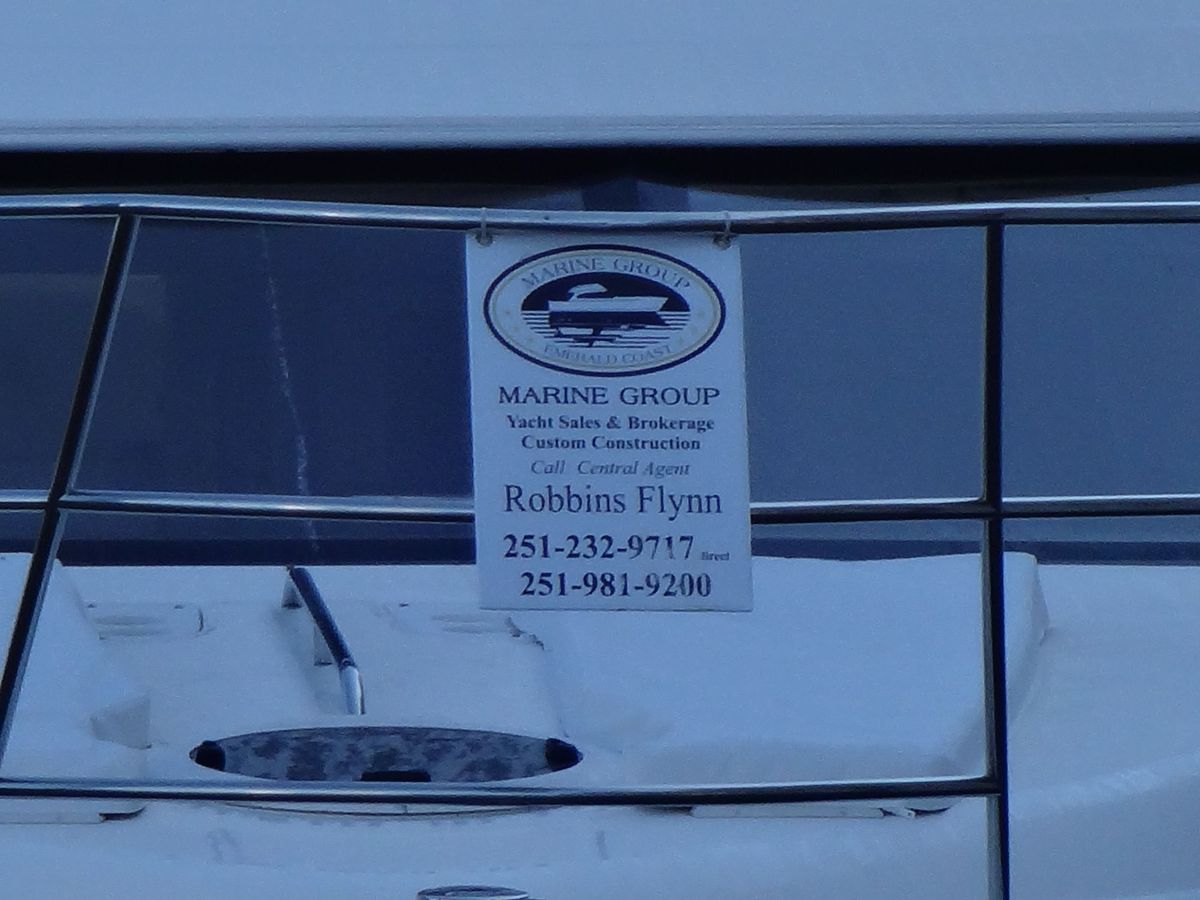 MARINE GROUP
EMERALD COAST
MARINE GROUP
Yacht Sales & Brokerage
Custom Construction
Call Central Agent
Robbins Flynn
251-232-9717 Direct
251-981-9200